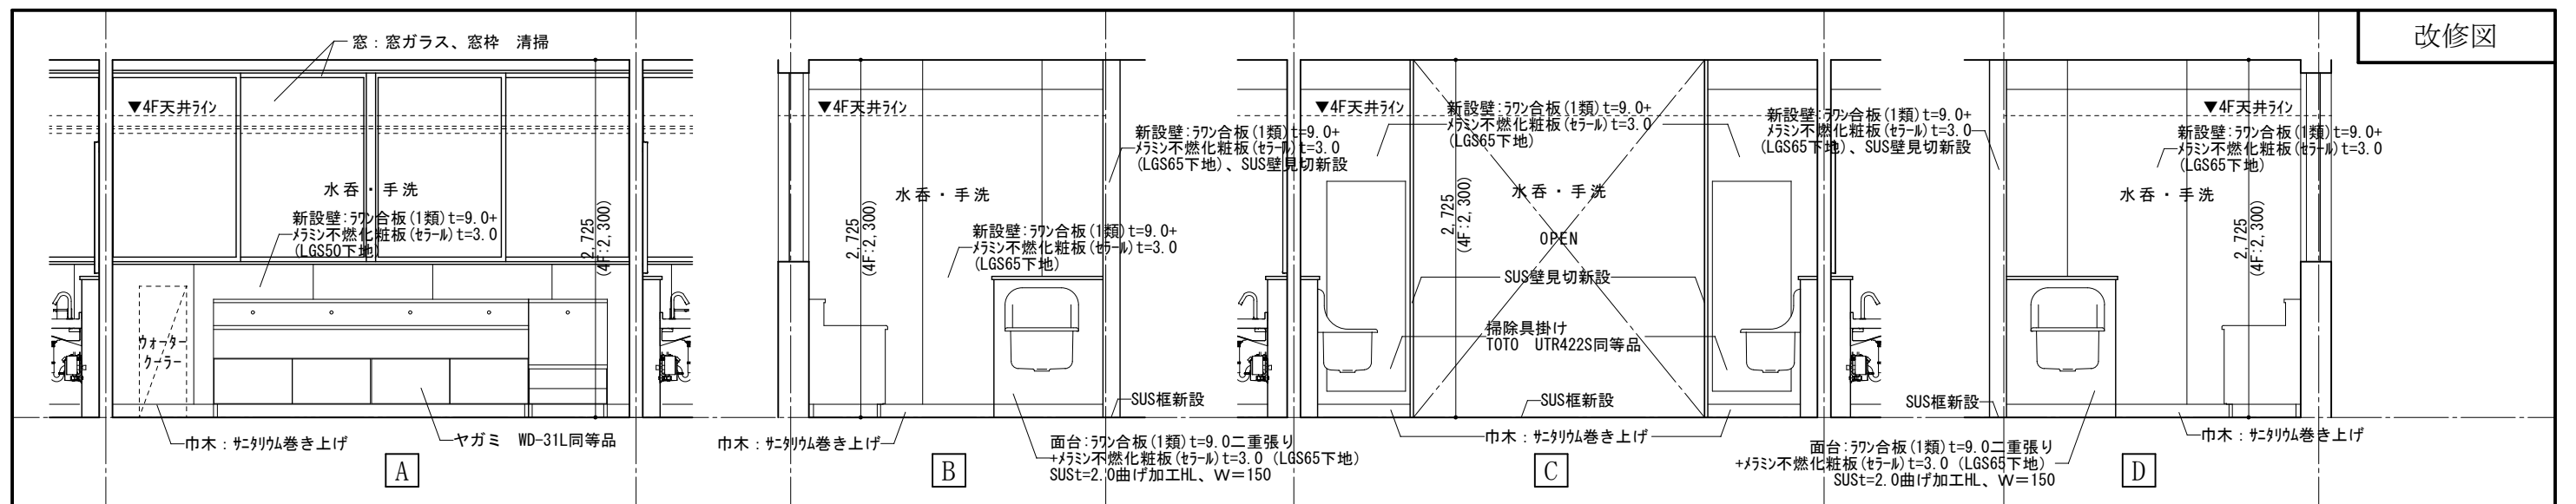 改修図
窓：窓ガラス、窓枠　清掃
▼4F天井ライン
水呑・手洗
新設壁:ラワン合板(1類)t=9.0+
メラミン不燃化粧板(セラール)t=3.0
(LGS50下地)
2,725
(4F:2,300)
ウォーター
クーラー
巾木：サニタリウム巻き上げ
ヤガミ　WD-31L同等品
A
▼4F天井ライン
新設壁:ラワン合板(1類)t=9.0+
メラミン不燃化粧板(セラール)t=3.0
(LGS65下地)、SUS壁見切新設
水呑・手洗
2,725
(4F:2,300)
新設壁:ラワン合板(1類)t=9.0+
メラミン不燃化粧板(セラール)t=3.0
(LGS65下地)
SUS框新設
巾木：サニタリウム巻き上げ
面台:ラワン合板(1類)t=9.0二重張り
+メラミン不燃化粧板(セラール)t=3.0 (LGS65下地)
SUSt=2.0曲げ加工HL、W=150
B
▼4F天井ライン
新設壁:ラワン合板(1類)t=9.0+
メラミン不燃化粧板(セラール)t=3.0
(LGS65下地)
2,725
(4F:2,300)
水呑・手洗
OPEN
SUS壁見切新設
掃除具掛け
TOTO　UTR422S同等品
SUS框新設
巾木：サニタリウム巻き上げ
C
新設壁:ラワン合板(1類)t=9.0+
メラミン不燃化粧板(セラール)t=3.0
(LGS65下地)、SUS壁見切新設
▼4F天井ライン
新設壁:ラワン合板(1類)t=9.0+
メラミン不燃化粧板(セラール)t=3.0
(LGS65下地)
水呑・手洗
2,725
(4F:2,300)
SUS框新設
巾木：サニタリウム巻き上げ
面台:ラワン合板(1類)t=9.0二重張り
+メラミン不燃化粧板(セラール)t=3.0 (LGS65下地)
SUSt=2.0曲げ加工HL、W=150
D